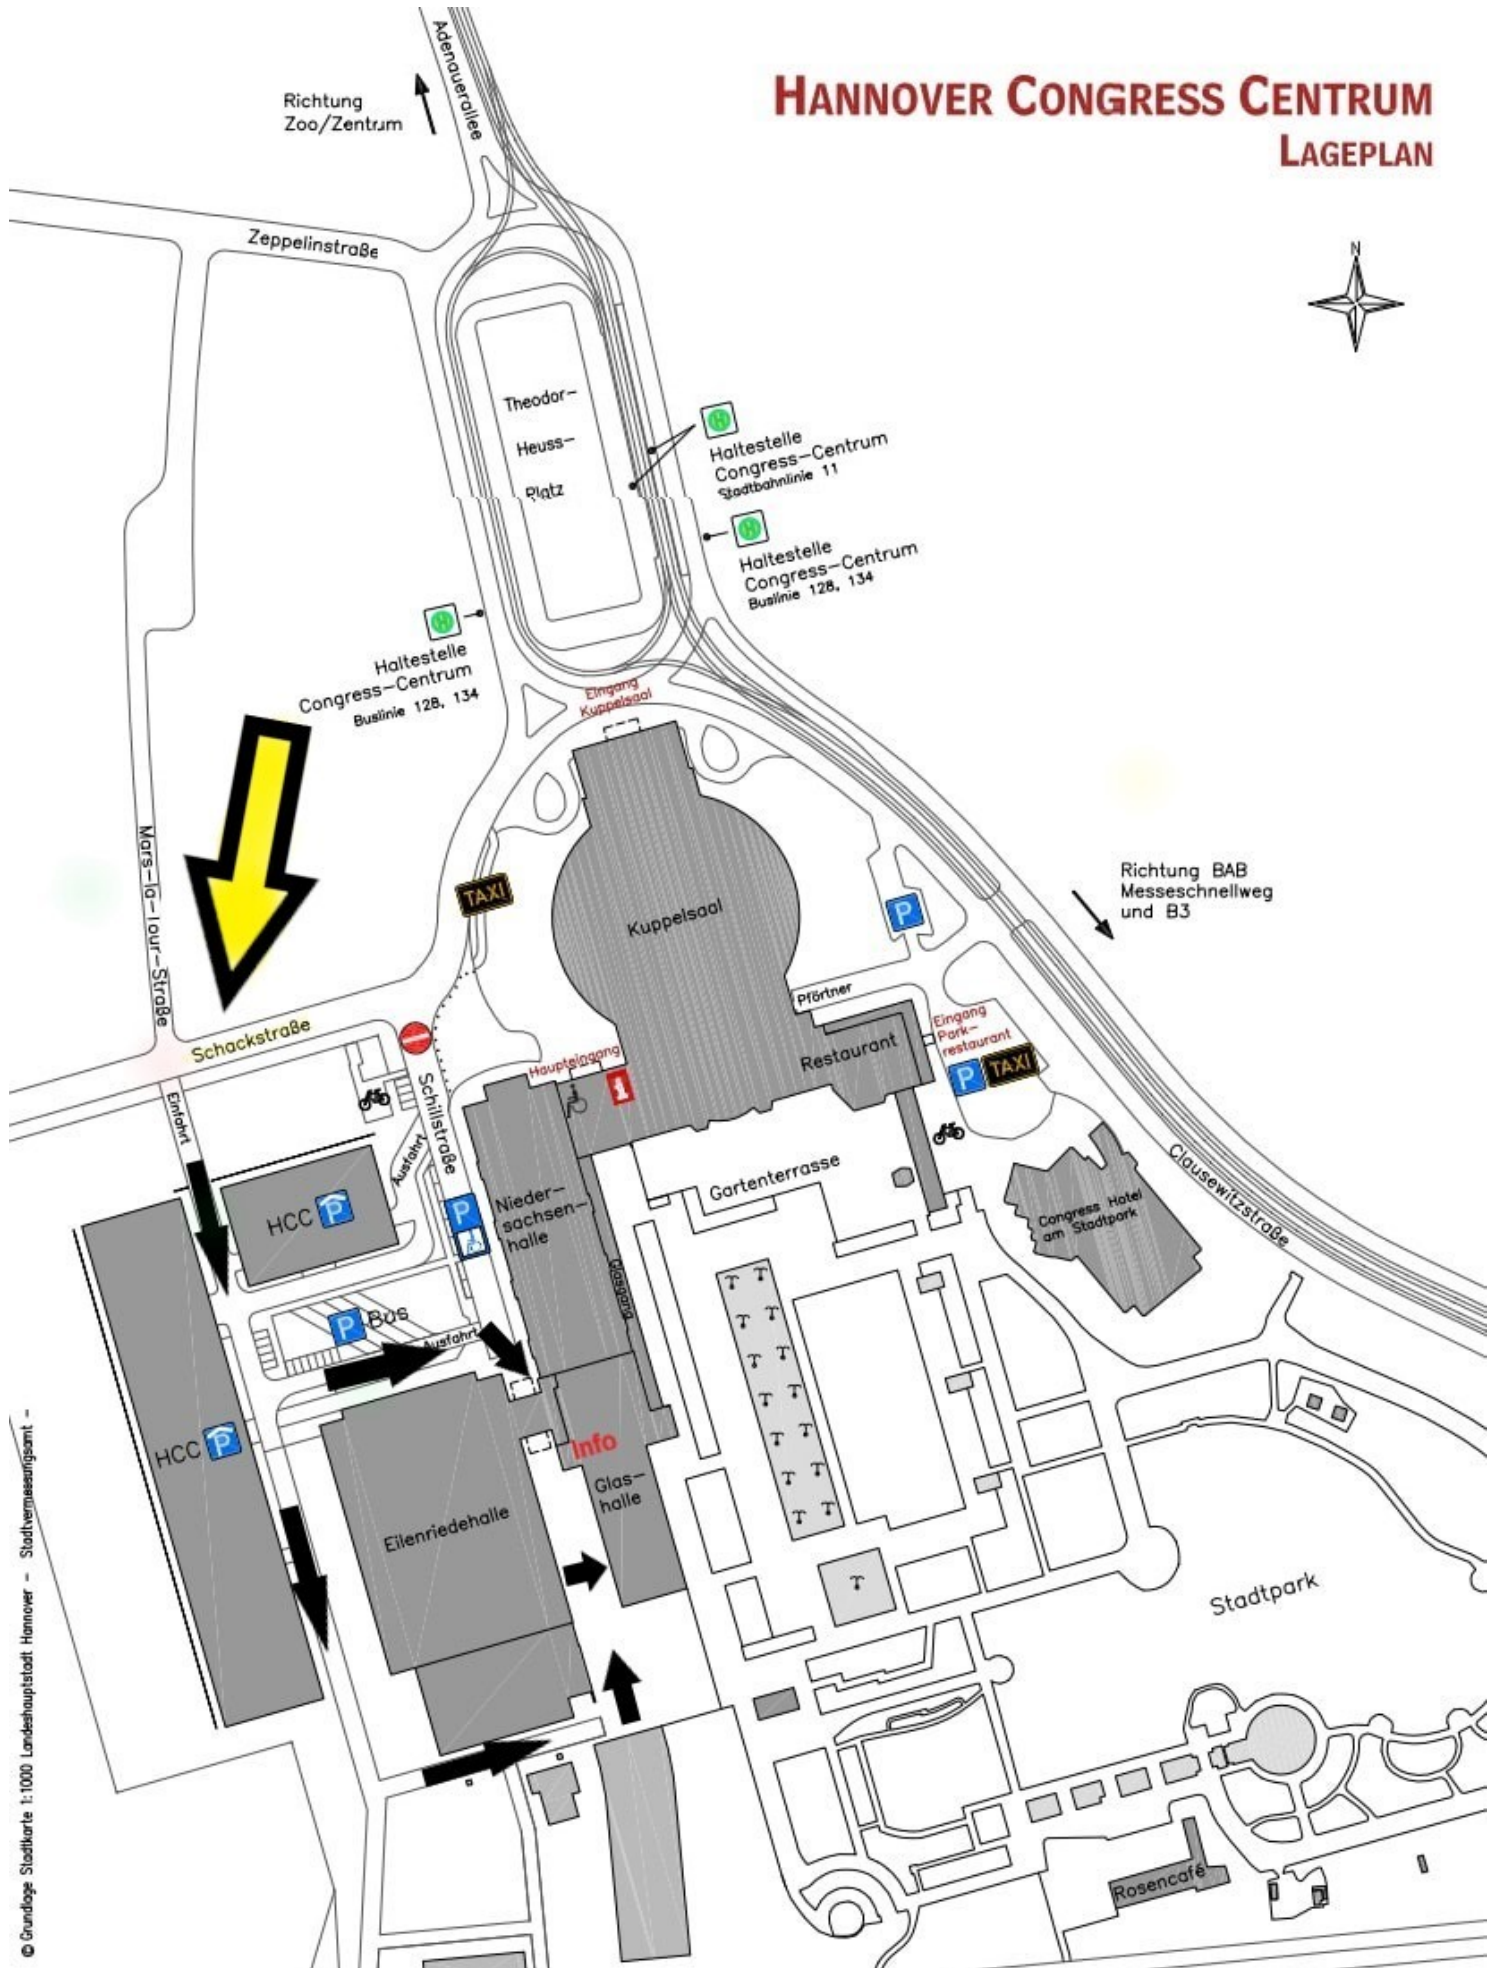 HANNOVER CONGRESS CENTRUM
LAGEPLAN
Adenauerallee
Richtung
Zoo/Zentrum
Zeppelinstraße
N
Theodor-
Heuss-
Platz
H
Haltestelle
Congress-Centrum
Stadtbahnlinie 11
H
Haltestelle
Congress-Centrum
Buslinie 128, 134
H
Haltestelle
Congress-Centrum
Buslinie 128, 134
Eingang
Kuppelsaal
Mars-la-Tour-Straße
TAXI
Kuppelsaal
P
Richtung BAB
Messeschnellweg
und B3
Schackstraße
Pförtner
Eingang
Park-
restaurant
P
TAXI
Restaurant
Haupteingang
i
Einfahrt
Schillstraße
Ausfahrt
HCC P
P
Nieder-
sachsen-
halle
Glasgang
Gartenterrasse
Congress Hotel
am Stadtpark
Clausewitzstraße
P Bus
Ausfahrt
HCC P
Info
Glas-
halle
Eilenriedehalle
Stadtpark
Rosencafé
© Grundlage Stadtkarte 1:1000 Landeshauptstadt Hannover - Stadtvermessungsamt -